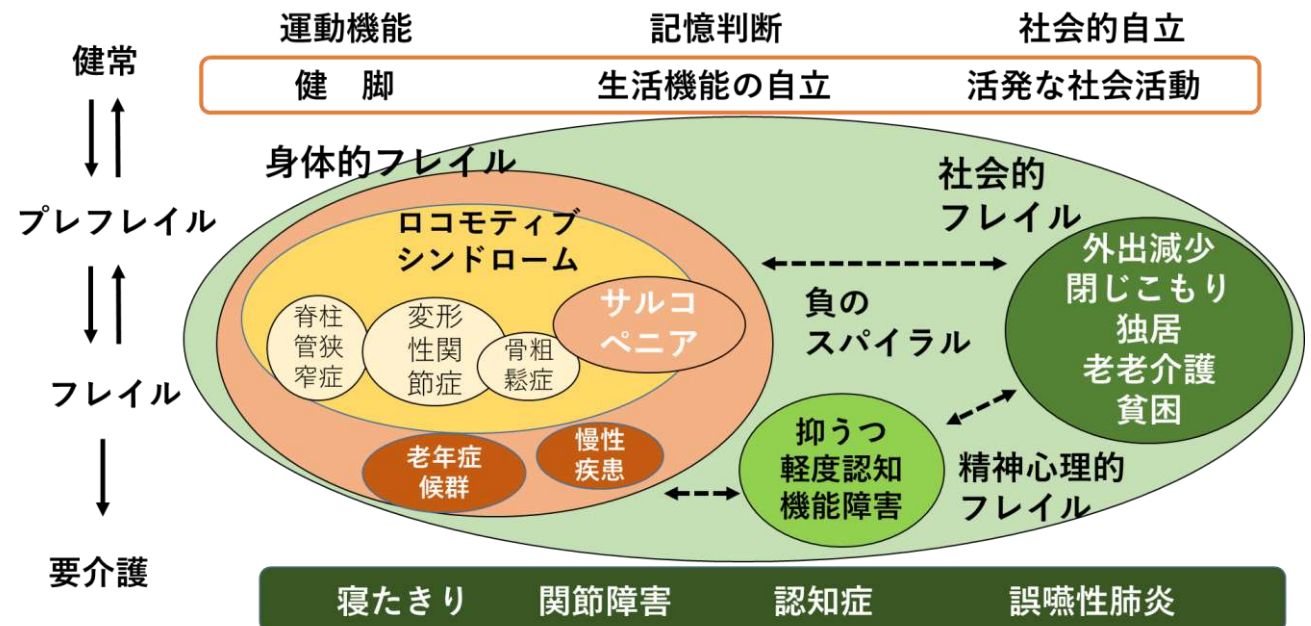 運動機能
記憶判断
社会的自立
健常
健　脚
生活機能の自立
活発な社会活動
身体的フレイル
社会的
フレイル
プレフレイル
ロコモティブ
シンドローム
外出減少
閉じこもり
独居
老老介護
貧困
サルコ
ペニア
負の
スパイラル
脊柱
管狭
窄症
変形
性関
節症
骨粗
鬆症
フレイル
老年症
候群
慢性
疾患
抑うつ
軽度認知
機能障害
精神心理的
フレイル
要介護
寝たきり
関節障害
認知症
誤嚥性肺炎